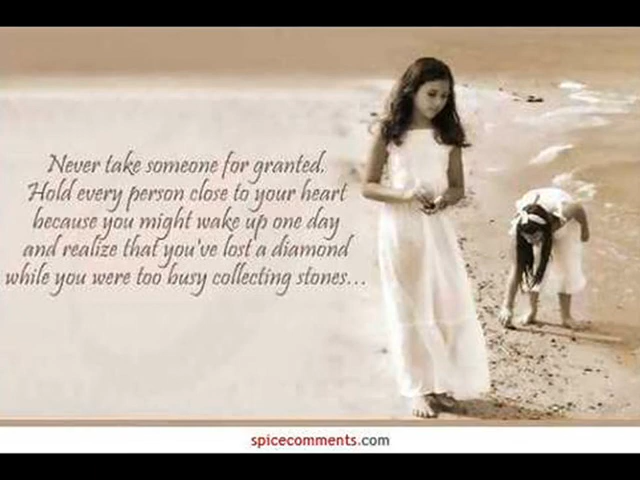 Never take someone for granted.
Hold every person close to your heart
because you might wake up one day
and realize that you've lost a diamond
while you were too busy collecting stones...
spicecomments.com